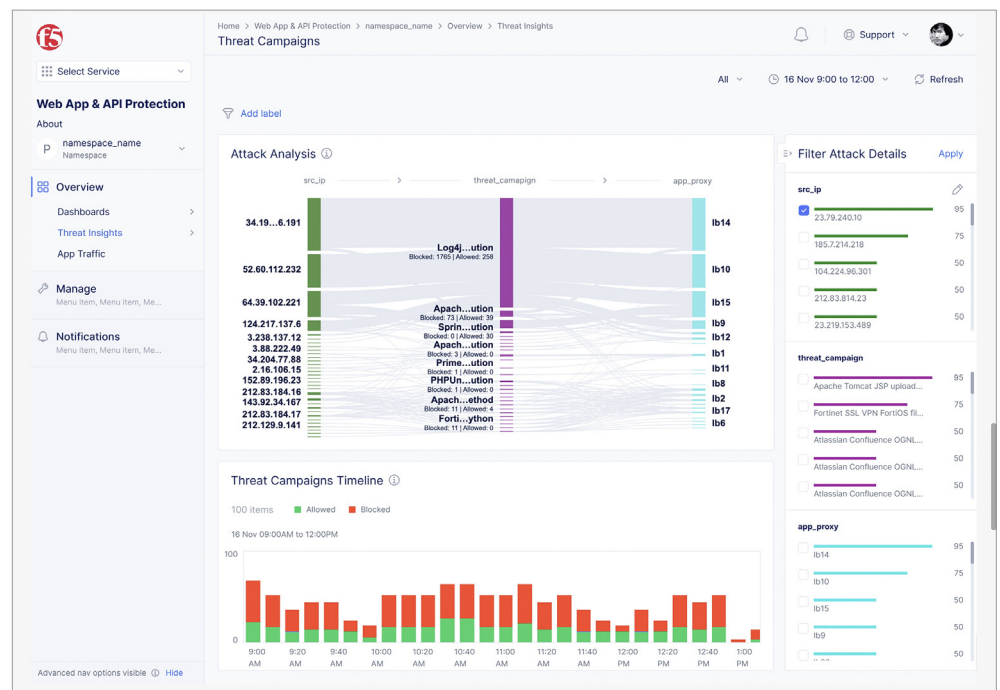 f5
Home > Web App & API Protection > namespace_name > Overview > Threat Insights
Threat Campaigns
Support
Select Service
All
16 Nov 9:00 to 12:00
Refresh
Web App & API Protection
About
P
namespace_name
Namespace
Overview
Dashboards
Threat Insights
App Traffic
Manage
Menu item, Menu item, Me...
Notifications
Menu item, Menu item, Me...
Advanced nav options visible
Hide
Add label
Attack Analysis
src_ip > threat_camapign > app_proxy
34.19...6.191
52.60.112.232
64.39.102.221
124.217.137.6
3.238.137.12
3.88.222.49
34.204.77.88
2.16.106.15
152.89.196.23
212.83.184.16
143.92.34.167
212.83.184.17
212.129.9.141
Log4j...ution
Blocked: 1765 | Allowed: 258
Apach...ution
Blocked: 73 | Allowed: 39
Sprin...ution
Blocked: 0 | Allowed: 30
Apach...ution
Blocked: 3 | Allowed: 0
Prime...ution
Blocked: 1 | Allowed: 0
PHPUn...ution
Blocked: 1 | Allowed: 0
Apach...ethod
Blocked: 11 | Allowed: 4
Forti...ython
Blocked: 11 | Allowed: 0
lb14
lb10
lb15
lb9
lb12
lb1
lb11
lb8
lb2
lb17
lb6
Threat Campaigns Timeline
100 items
Allowed
Blocked
16 Nov 09:00AM to 12:00PM
100
0
9:00 AM
9:20 AM
9:40 AM
10:00 AM
10:20 AM
10:40 AM
11:00 AM
11:20 AM
11:40 AM
12:00 PM
12:20 PM
12:40 PM
1:00 PM
Filter Attack Details
Apply
src_ip
95
23.79.240.10
75
185.7.214.218
50
104.224.96.301
50
212.83.814.23
50
23.219.153.489
threat_campaign
95
Apache Tomcat JSP upload...
75
Fortinet SSL VPN FortiOS fil...
50
Atlassian Confluence OGNL...
50
Atlassian Confluence OGNL...
50
Atlassian Confluence OGNL...
app_proxy
95
lb14
75
lb10
50
lb15
50
lb9
50